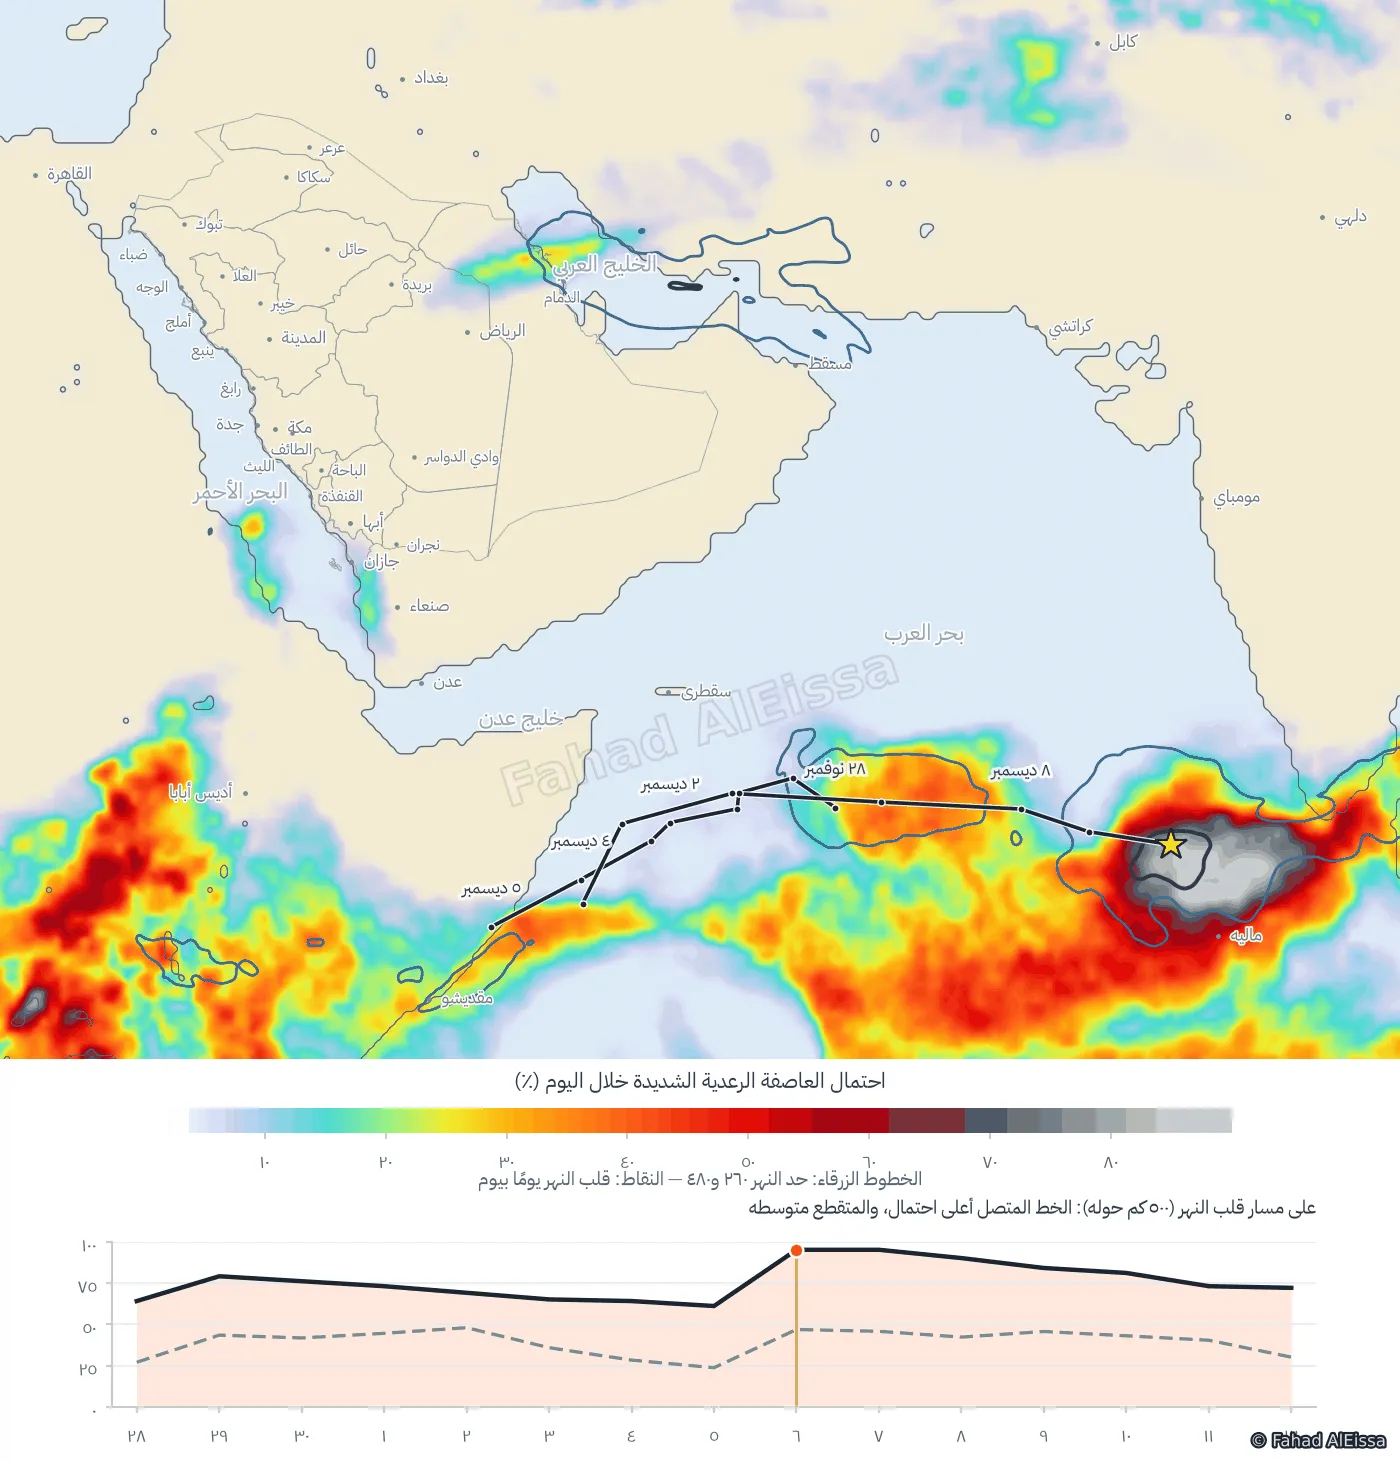 كابل
بغداد
عرعر
القاهرة
سكاكا
دلهي
تبوك
حائل
ضباء
الخليج العربي
العلا
بريدة
الوجه
الدمام
خيبر
أملج
كراتشي
الرياض
المدينة
ينبع
مسقط
رابغ
جدة
مكة
الطائف
وادي الدواسر
الليث
الباحة
البحر الأحمر
القنفذة
مومباي
أبها
نجران
جازان
صنعاء
بحر العرب
عدن
سقطرى
خليج عدن
Fahad AlEissa
٢٨ نوفمبر
٨ ديسمبر
٢ ديسمبر
أديس أبابا
٤ ديسمبر
٥ ديسمبر
ماليه
مقديشو
احتمال العاصفة الرعدية الشديدة خلال اليوم (٪)
١٠ ٢٠ ٣٠ ٤٠ ٥٠ ٦٠ ٧٠ ٨٠
الخطوط الزرقاء: حد النهر ٢٦٠ و٤٨٠ — النقاط: قلب النهر يومًا بيوم
على مسار قلب النهر (٥٠٠ كم حوله): الخط المتصل أعلى احتمال، والمتقطع متوسطه
١٠٠
٧٥
٥٠
٢٥
٠
٢٨ ٢٩ ٣٠ ١ ٢ ٣ ٤ ٥ ٦ ٧ ٨ ٩ ١٠ ١١
© Fahad AlEissa